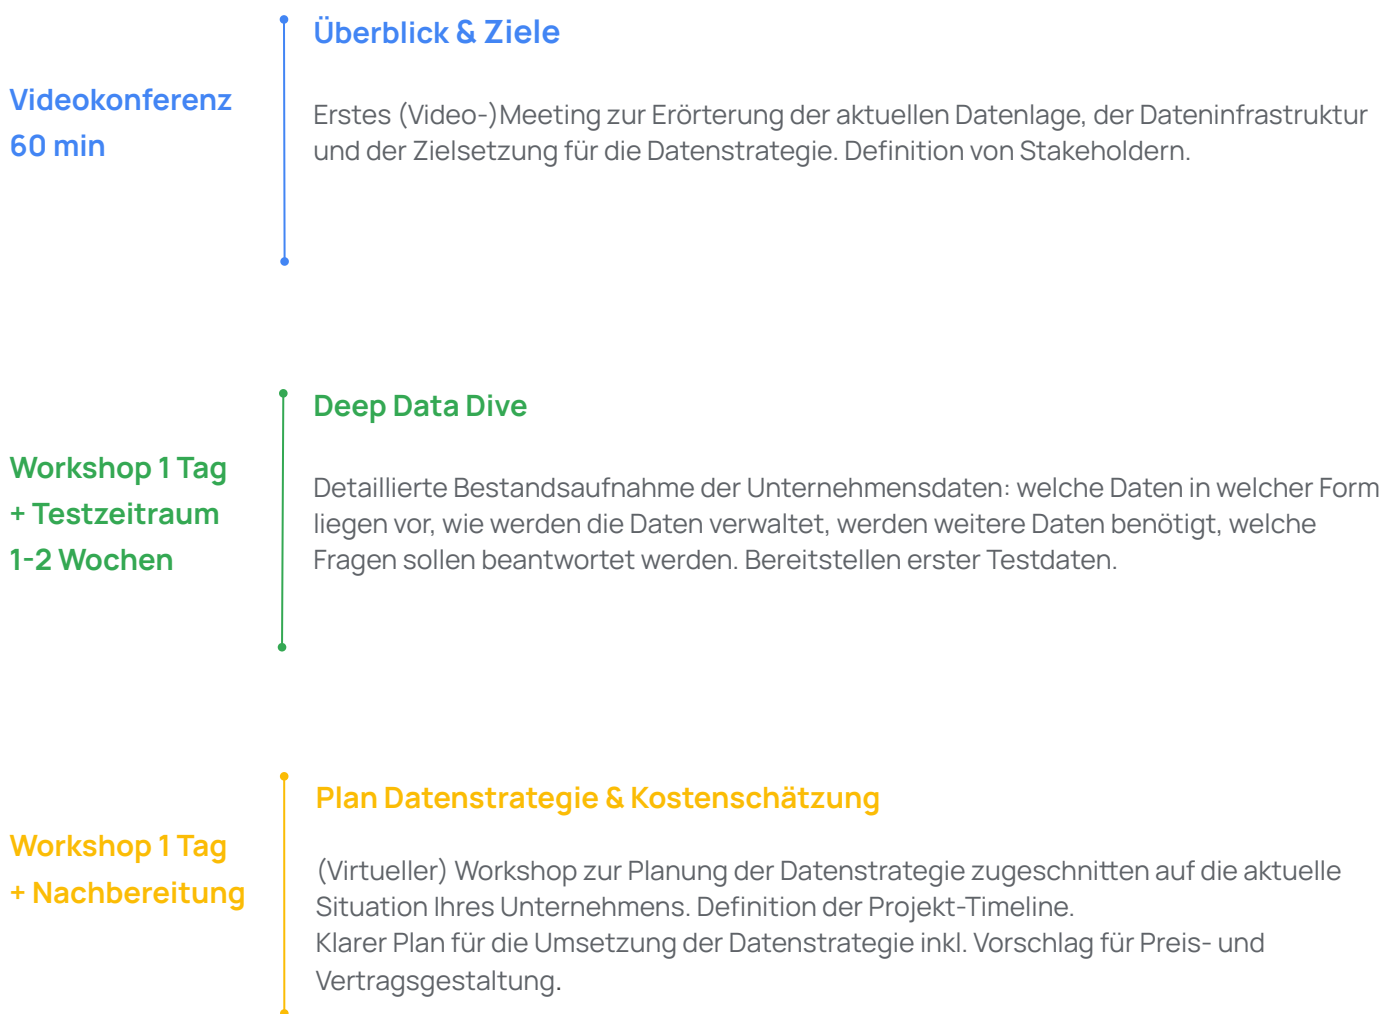 Videokonferenz
60 min
Überblick & Ziele
Erstes (Video-)Meeting zur Erörterung der aktuellen Datenlage, der Dateninfrastruktur
und der Zielsetzung für die Datenstrategie. Definition von Stakeholdern.
Workshop 1 Tag
+ Testzeitraum
1-2 Wochen
Deep Data Dive
Detaillierte Bestandsaufnahme der Unternehmensdaten: welche Daten in welcher Form
liegen vor, wie werden die Daten verwaltet, werden weitere Daten benötigt, welche
Fragen sollen beantwortet werden. Bereitstellen erster Testdaten.
Workshop 1 Tag
+ Nachbereitung
Plan Datenstrategie & Kostenschätzung
(Virtueller) Workshop zur Planung der Datenstrategie zugeschnitten auf die aktuelle
Situation Ihres Unternehmens. Definition der Projekt-Timeline.
Klarer Plan für die Umsetzung der Datenstrategie inkl. Vorschlag für Preis- und
Vertragsgestaltung.